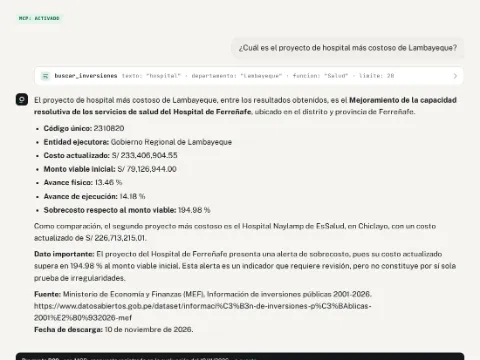 MCP: ACTIVADO
¿Cuál es el proyecto de hospital más costoso de Lambayeque?
buscar_inversiones texto: "hospital" · departamento: "Lambayeque" · funcion: "Salud" · limite: 20
El proyecto de hospital más costoso de Lambayeque, entre los resultados obtenidos, es el Mejoramiento de la capacidad
resolutiva de los servicios de salud del Hospital de Ferreñafe, ubicado en el distrito y provincia de Ferreñafe.
• Código único: 2310820
• Entidad ejecutora: Gobierno Regional de Lambayeque
• Costo actualizado: S/ 233,406,904.55
• Monto viable inicial: S/ 79,126,944.00
• Avance físico: 13.46 %
• Avance de ejecución: 14.18 %
• Sobrecosto respecto al monto viable: 194.98 %
Como comparación, el segundo proyecto más costoso es el Hospital Naylamp de EsSalud, en Chiclayo, con un costo
actualizado de S/ 226,713,215.01.
Dato importante: El proyecto del Hospital de Ferreñafe presenta una alerta de sobrecosto, pues su costo actualizado
supera en 194.98 % al monto viable inicial. Esta alerta es un indicador que requiere revisión, pero no constituye por sí sola
prueba de irregularidades.
Fuente: Ministerio de Economía y Finanzas (MEF), Información de inversiones públicas 2001-2026.
https://www.datosabiertos.gob.pe/dataset/informaci%C3%B3n-de-inversiones-p%C3%BAblicas-
2001%E2%80%932026-mef
Fecha de descarga: 10 de noviembre de 2026.